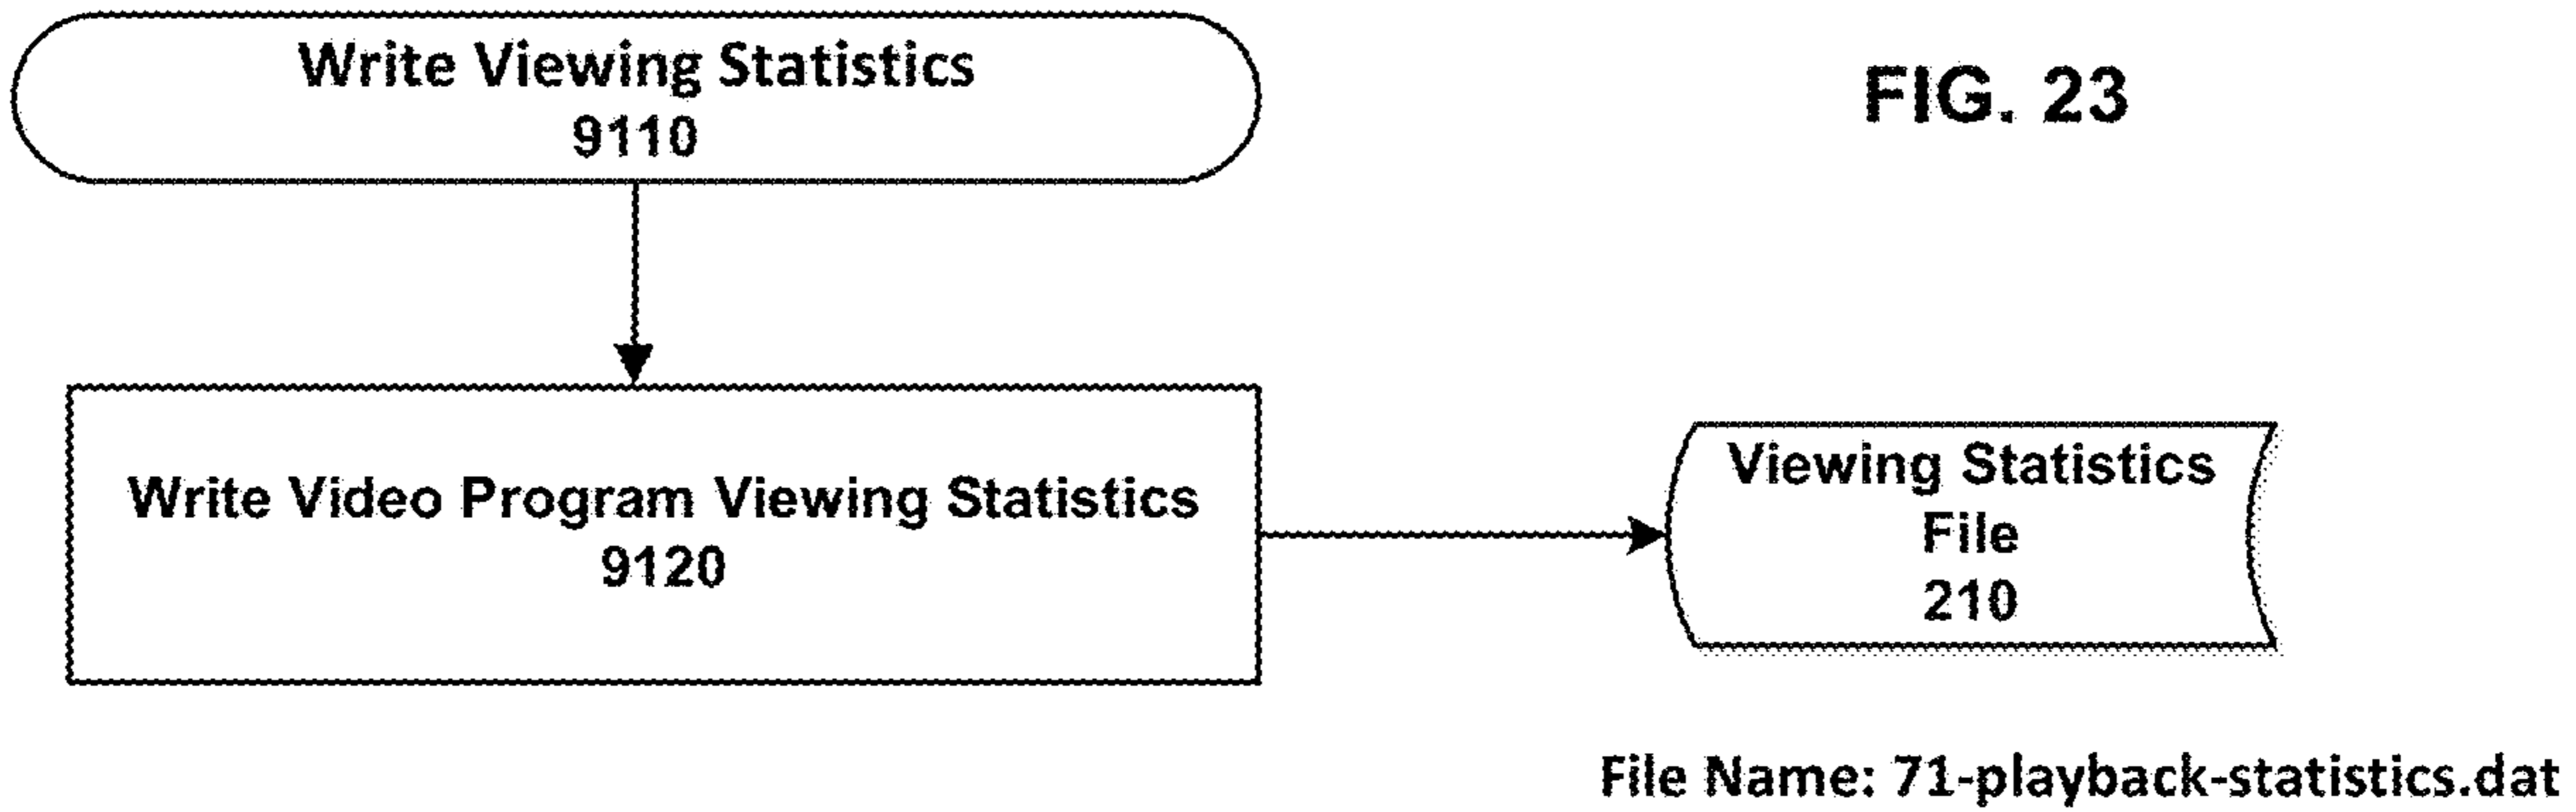 Write Viewing Statistics
9110
FIG. 23
Write Video Program Viewing Statistics
9120
Viewing Statistics
File
210
File Name: 71-playback-statistics.dat